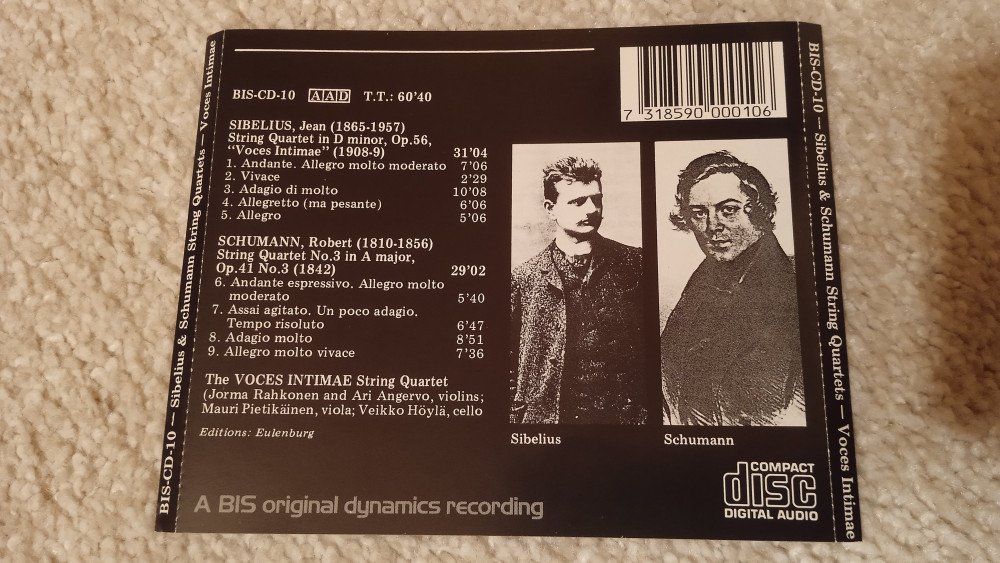 BIS-CD-10 — Sibelius & Schumann String Quartets — Voces Intimae
BIS-CD-10 AAD T.T.: 60'40
SIBELIUS, Jean (1865-1957)
String Quartet in D minor, Op.56,
"Voces Intimae" (1908-9) 31'04
1. Andante. Allegro molto moderato 7'06
2. Vivace 2'29
3. Adagio di molto 10'08
4. Allegretto (ma pesante) 6'06
5. Allegro 5'06
SCHUMANN, Robert (1810-1856)
String Quartet No.3 in A major,
Op.41 No.3 (1842) 29'02
6. Andante espressivo. Allegro molto
moderato 5'40
7. Assai agitato. Un poco adagio.
Tempo risoluto 6'47
8. Adagio molto 8'51
9. Allegro molto vivace 7'36
The VOCES INTIMAE String Quartet
(Jorma Rahkonen and Ari Angervo, violins;
Mauri Pietikäinen, viola; Veikko Höylä, cello
Editions: Eulenburg
A BIS original dynamics recording
7 318590 000106
Sibelius
Schumann
COMPACT
disc
DIGITAL AUDIO
BIS-CD-10 — Sibelius & Schumann String Quartets — Voces Intimae